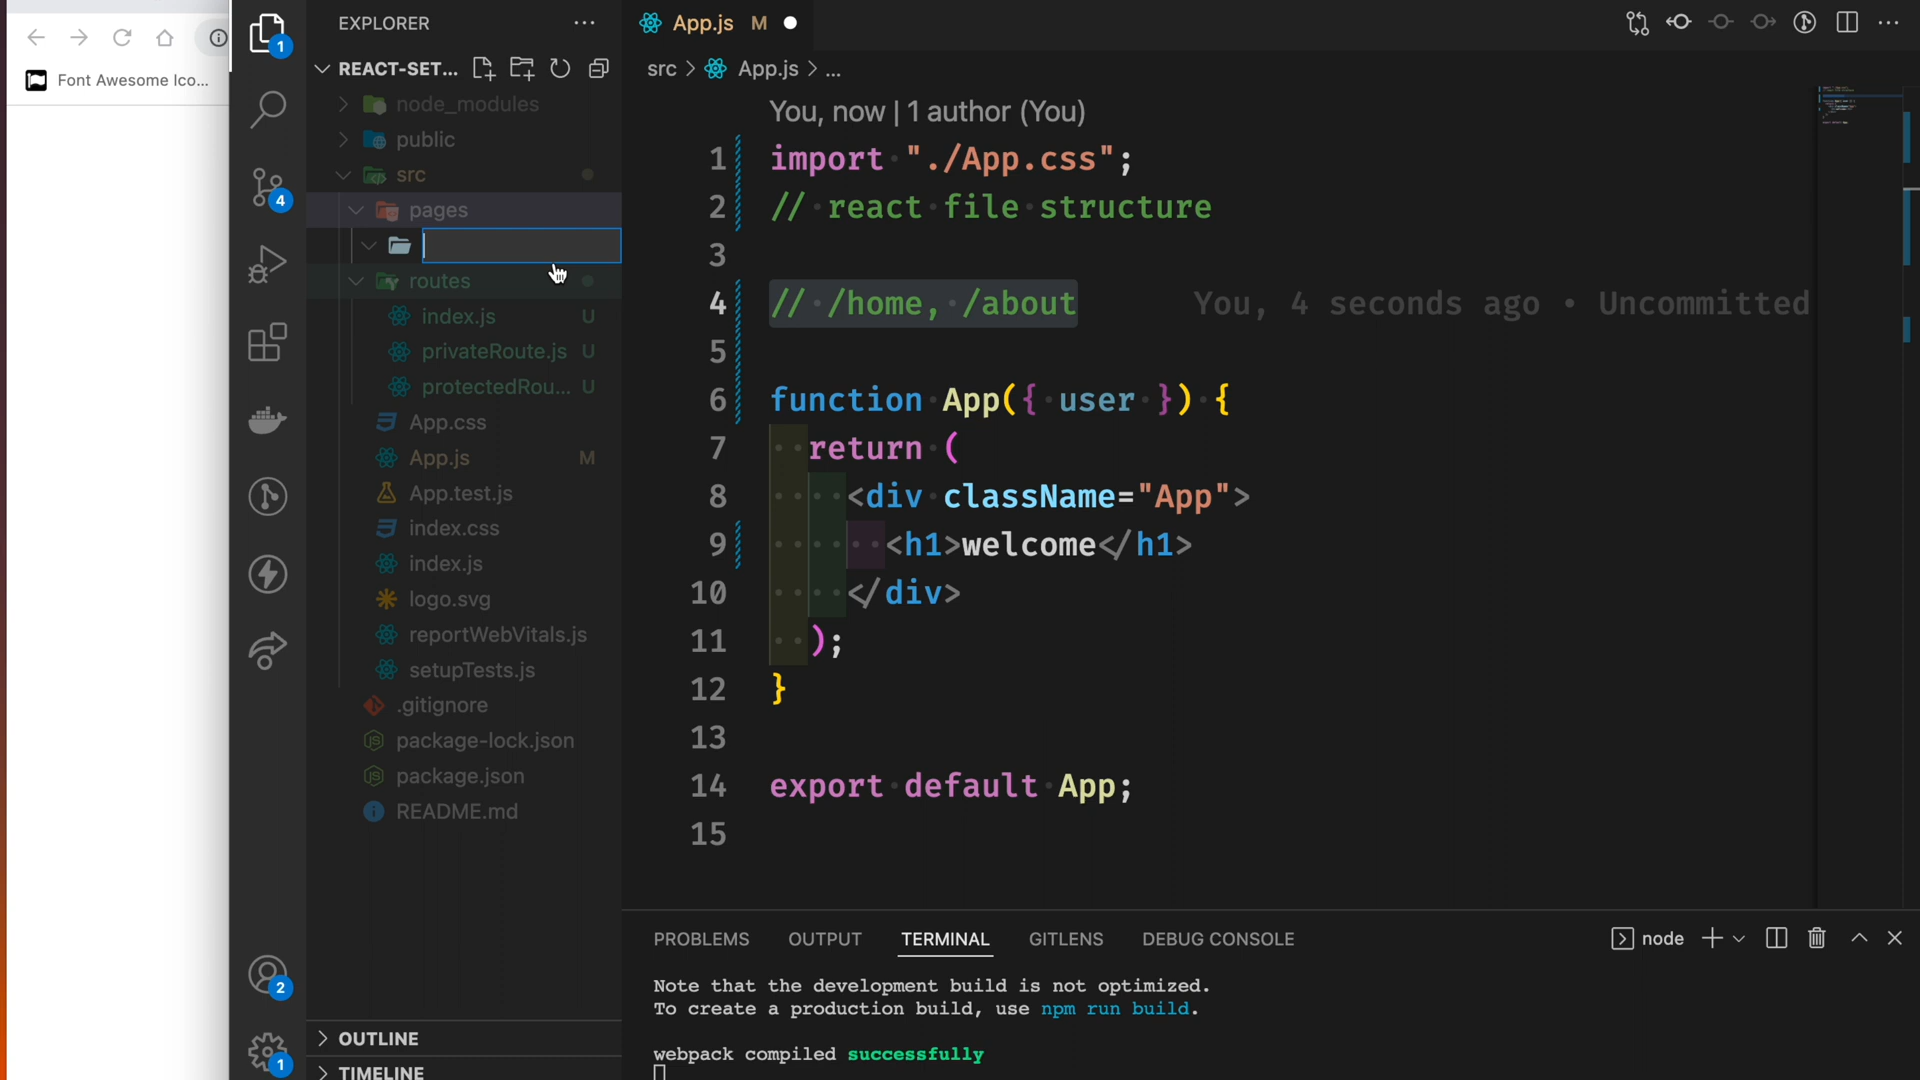 Font Awesome Ico...
1
4
2
1
EXPLORER
REACT-SET...
node_modules
public
src
pages
routes
index.js U
privateRoute.js U
protectedRou... U
App.css
App.js M
App.test.js
index.css
index.js
logo.svg
reportWebVitals.js
setupTests.js
.gitignore
package-lock.json
package.json
README.md
OUTLINE
TIMELINE
App.js M
src > App.js > ...
You, now | 1 author (You)
1 import "./App.css";
2 // react file structure
3
4 // /home, /about You, 4 seconds ago • Uncommitted
5
6 function App({ user }) {
7 return (
8 <div className="App">
9 <h1>welcome</h1>
10 </div>
11 );
12 }
13
14 export default App;
15
PROBLEMS OUTPUT TERMINAL GITLENS DEBUG CONSOLE node
Note that the development build is not optimized.
To create a production build, use npm run build.
webpack compiled successfully